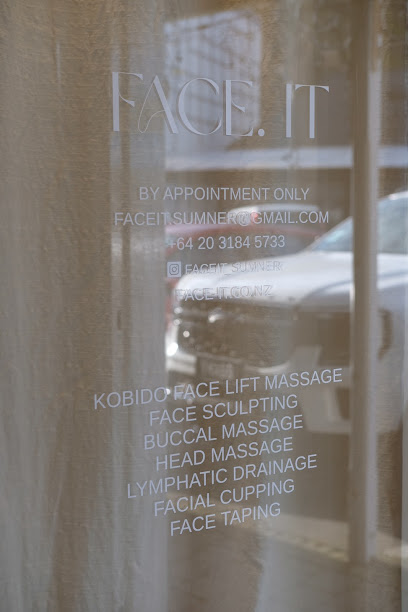 FACE. IT
BY APPOINTMENT ONLY
FACEIT.SUMNER@GMAIL.COM
+64 20 3184 5733
FACEIT_SUMNER
FACE-IT.CO.NZ
KOBIDO FACE LIFT MASSAGE
FACE SCULPTING
BUCCAL MASSAGE
HEAD MASSAGE
LYMPHATIC DRAINAGE
FACIAL CUPPING
FACE TAPING